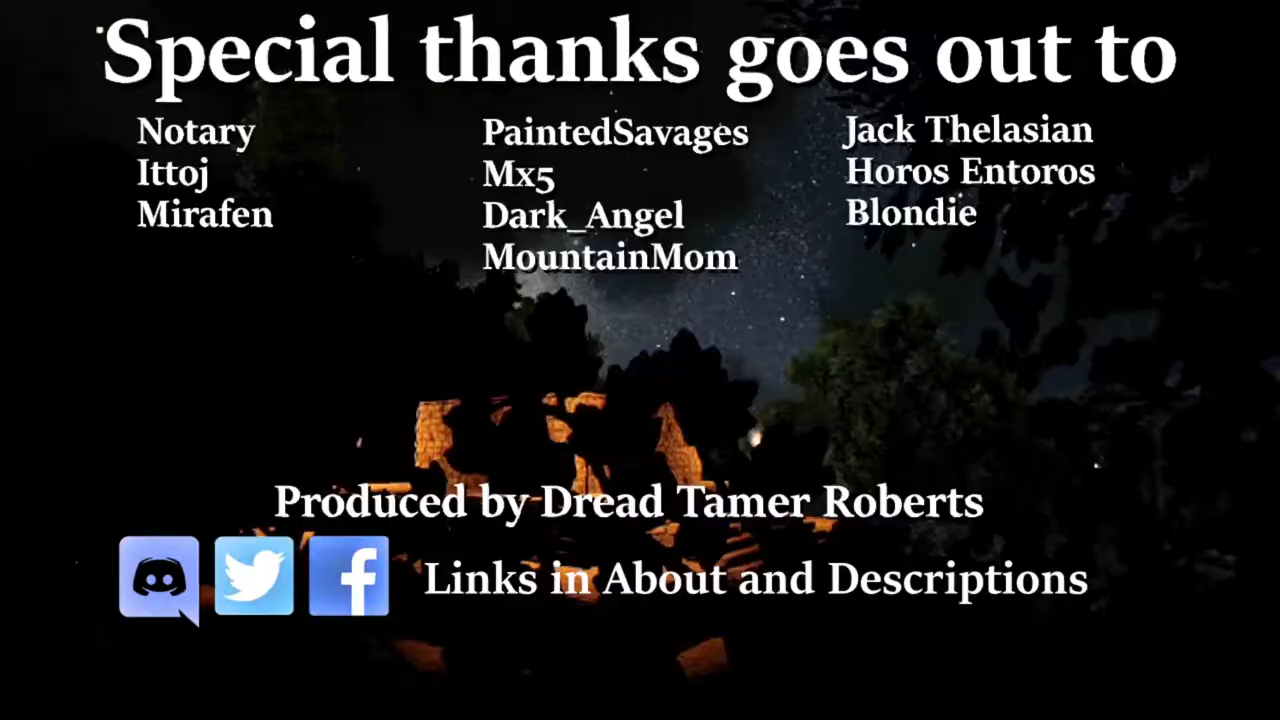 Special thanks goes out to
Notary
Ittoj
Mirafen
PaintedSavages
Mx5
Dark_Angel
MountainMom
Jack Thelasian
Horos Entoros
Blondie
Produced by Dread Tamer Roberts
Links in About and Descriptions